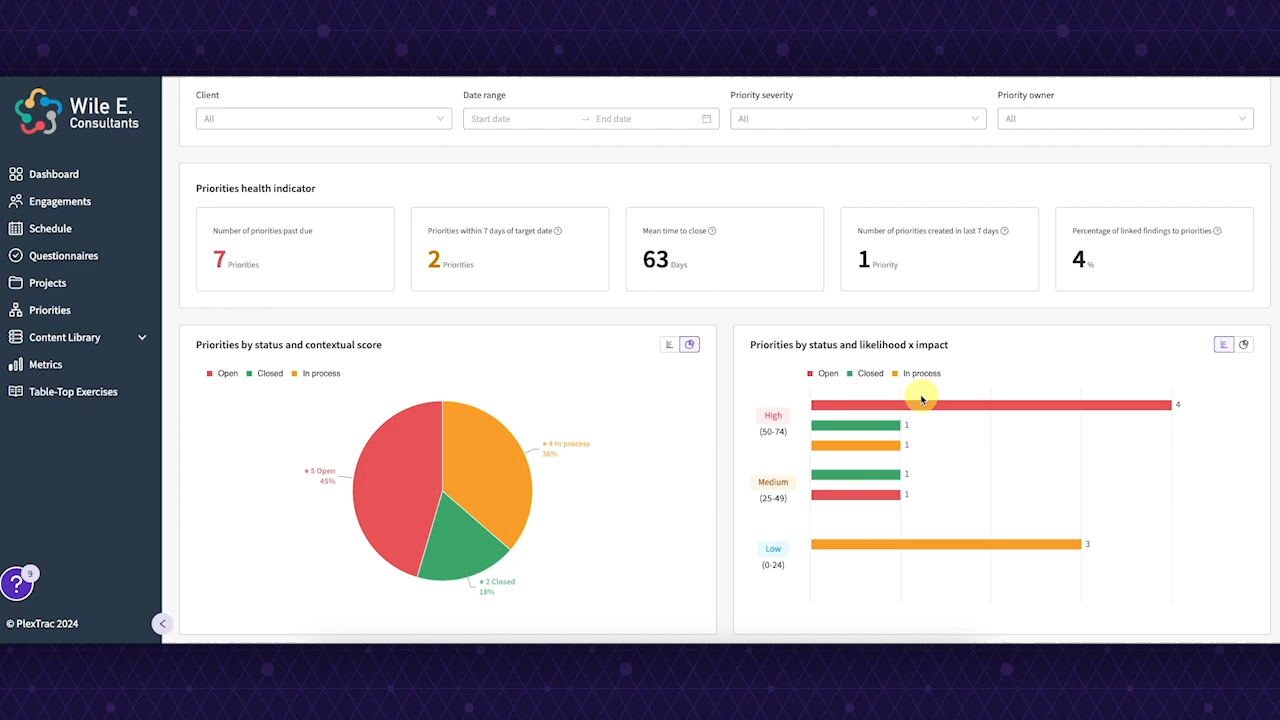 Wile E.
Consultants
Dashboard
Engagements
Schedule
Questionnaires
Projects
Priorities
Content Library
Metrics
Table-Top Exercises
?
9
© PlexTrac 2024
Client
Date range
Priority severity
Priority owner
All
Start date
End date
All
All
Priorities health indicator
Number of priorities past due
7 Priorities
Priorities within 7 days of target date
2 Priorities
Mean time to close
63 Days
Number of priorities created in last 7 days
1 Priority
Percentage of linked findings to priorities
4 %
Priorities by status and contextual score
Open Closed In process
4 In process
36%
5 Open
45%
2 Closed
18%
Priorities by status and likelihood x impact
Open Closed In process
High
(50-74)
4
1
1
Medium
(25-49)
1
1
Low
(0-24)
3